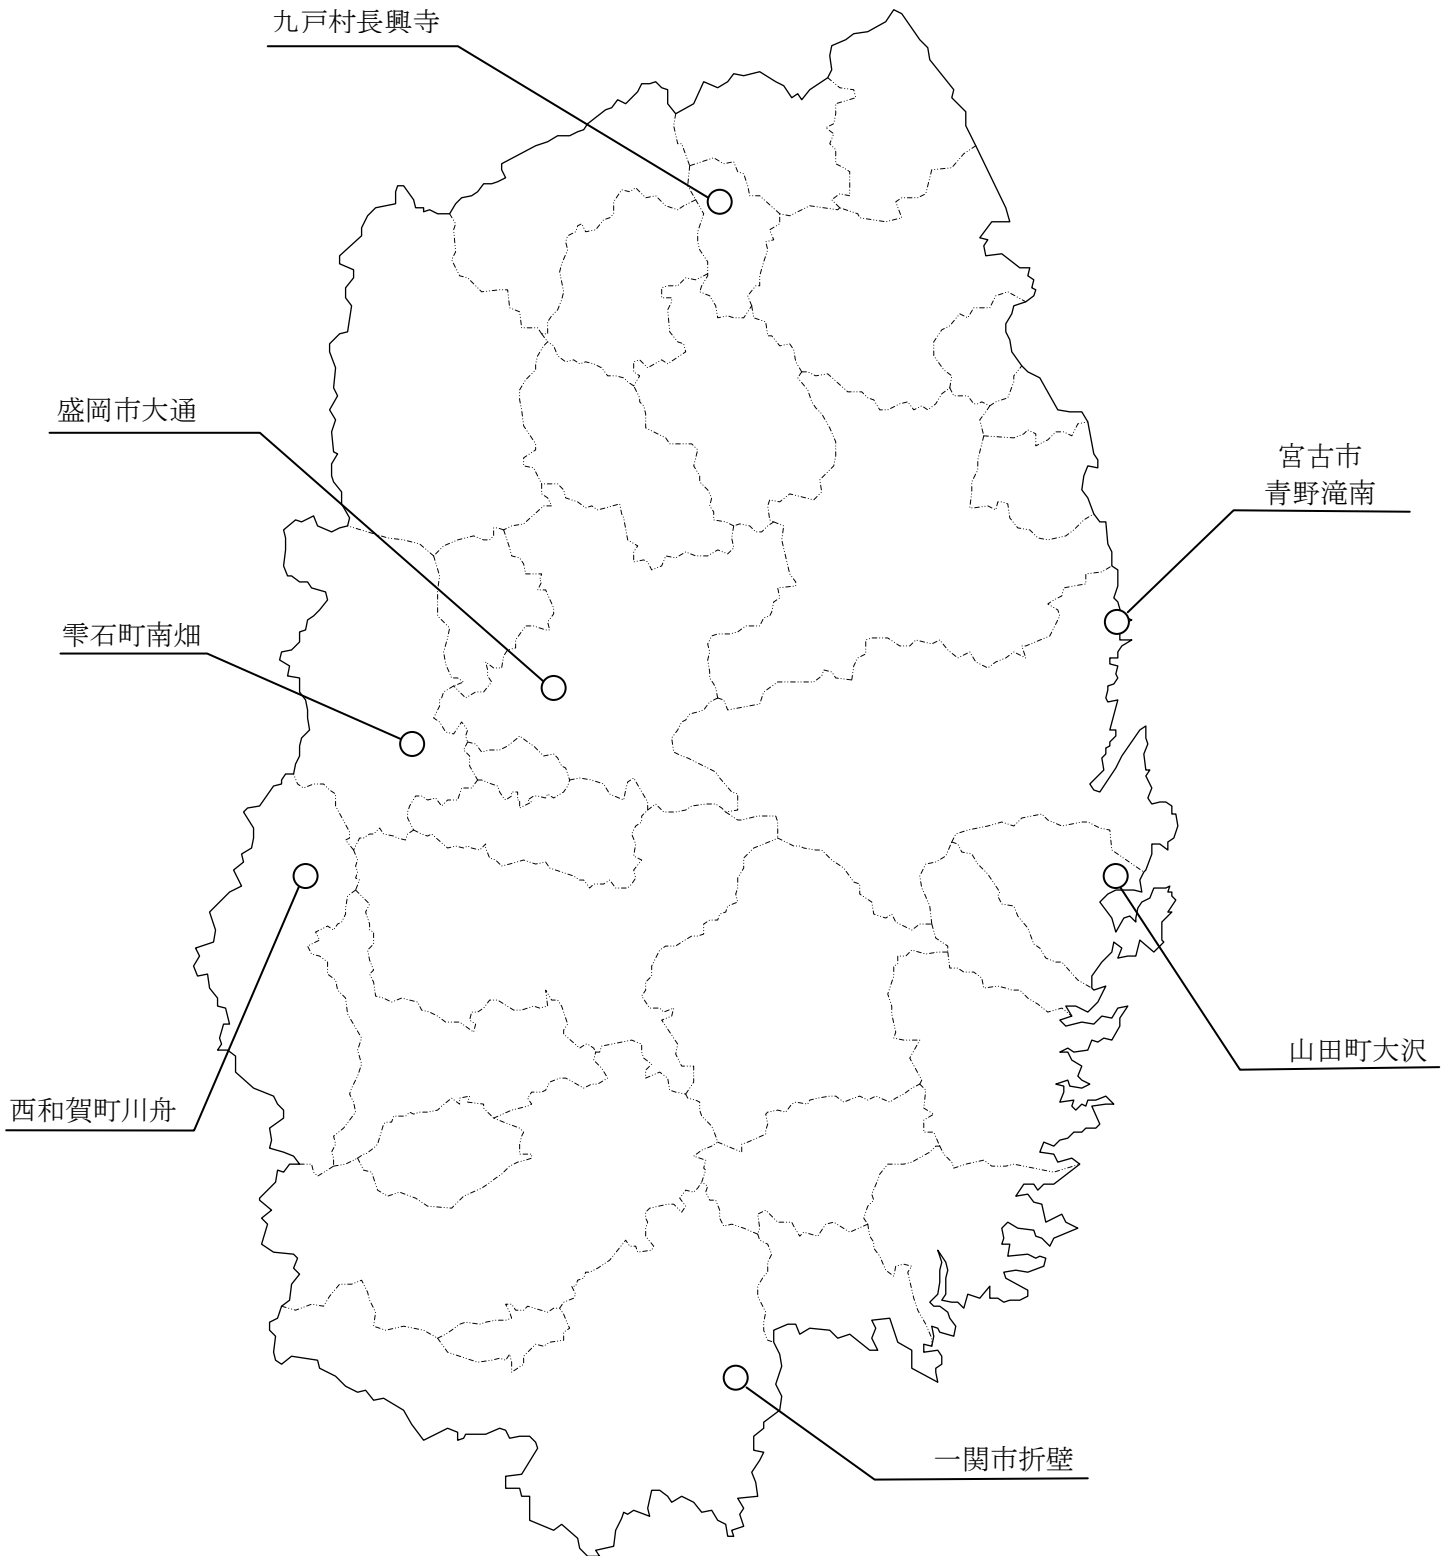 九戸村長興寺
盛岡市大通
宮古市
青野滝南
雫石町南畑
山田町大沢
西和賀町川舟
一関市折壁